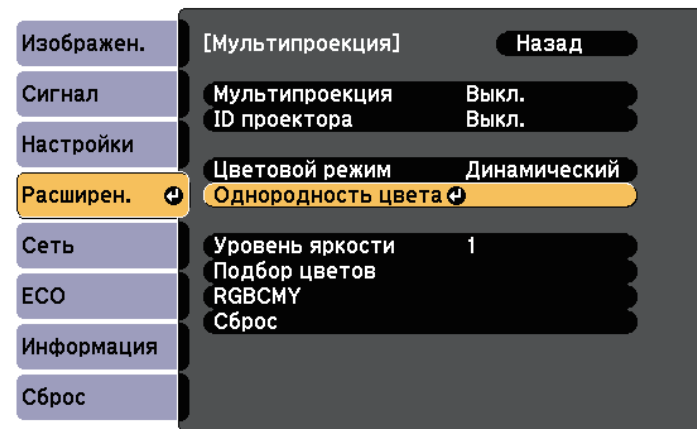 Изображен.
Сигнал
Настройки
Расширен.
Сеть
ECO
Информация
Сброс
[Мультипроекция] Назад
Мультипроекция Выкл.
ID проектора Выкл.
Цветовой режим Динамический
Однородность цвета
Уровень яркости 1
Подбор цветов
RGBCMY
Сброс